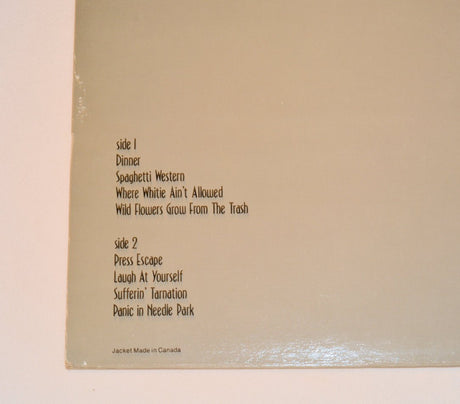 side 1
Dinner
Spaghetti Western
Where Whitie Ain't Allowed
Wild Flowers Grow From The Trash
side 2
Press Escape
Laugh At Yourself
Sufferin' Tarnation
Panic in Needle Park
Jacket Made in Canada